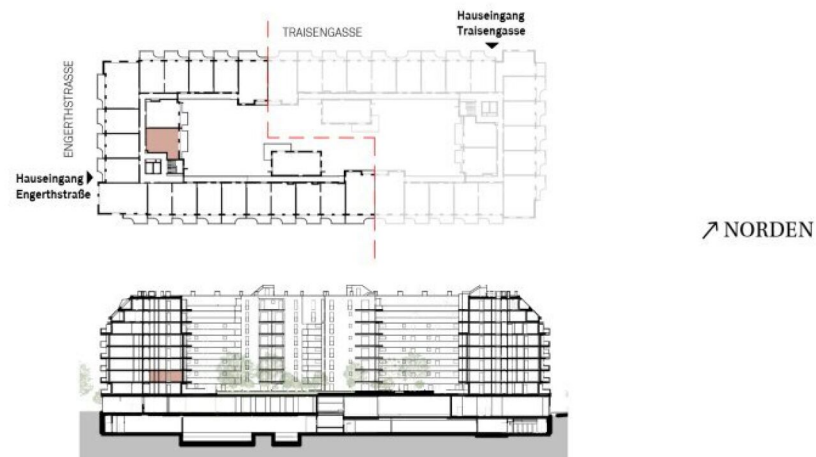 Hauseingang
Traisengasse
TRAISENGASSE
ENGERTHSTRASSE
Hauseingang
Engerthstraße
NORDEN